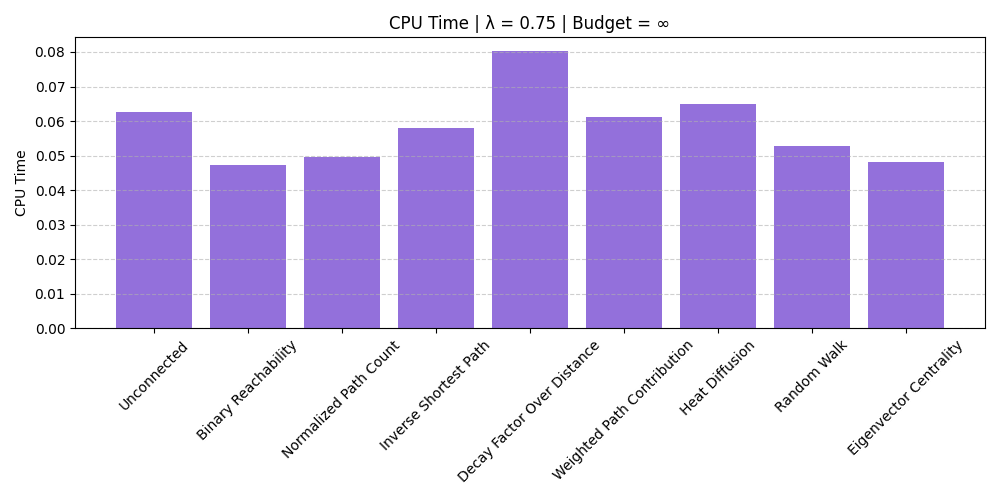 CPU Time | λ = 0.75 | Budget = ∞
CPU Time
0.08
0.07
0.06
0.05
0.04
0.03
0.02
0.01
0.00
Unconnected
Binary Reachability
Normalized Path Count
Inverse Shortest Path
Decay Factor Over Distance
Weighted Path Contribution
Heat Diffusion
Random Walk
Eigenvector Centrality